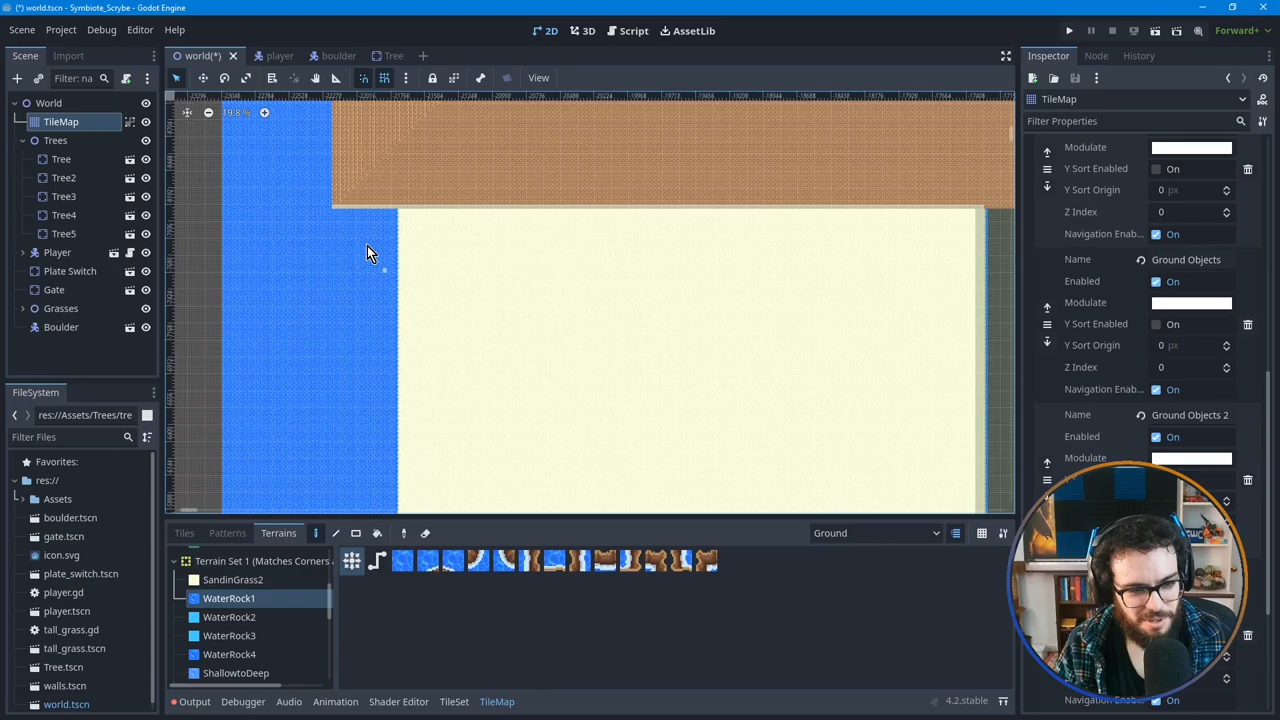 (*) world.tscn - Symbiote_Scrybe - Godot Engine
Scene Project Debug Editor Help
2D 3D Script AssetLib
Forward+
Scene Import
world(*) player boulder Tree
Inspector Node History
Filter: na
View
TileMap
Filter Properties
19.8 %
World
TileMap
Trees
Tree
Tree2
Tree3
Tree4
Tree5
Player
Plate Switch
Gate
Grasses
Boulder
Modulate
Y Sort Enabled On
Y Sort Origin 0 px
Z Index 0
Navigation Enab... On
Name Ground Objects
Enabled On
Modulate
Y Sort Enabled On
Y Sort Origin 0 px
Z Index 0
Navigation Enab... On
Name Ground Objects 2
Enabled On
Modulate
On
FileSystem
res://Assets/Trees/tre
Filter Files
Favorites:
res://
Assets
boulder.tscn
gate.tscn
icon.svg
plate_switch.tscn
player.gd
player.tscn
tall_grass.gd
tall_grass.tscn
Tree.tscn
walls.tscn
world.tscn
Tiles Patterns Terrains
Ground
Terrain Set 1 (Matches Corners
SandinGrass2
WaterRock1
WaterRock2
WaterRock3
WaterRock4
ShallowtoDeep
Output Debugger Audio Animation Shader Editor TileSet TileMap
4.2.stable